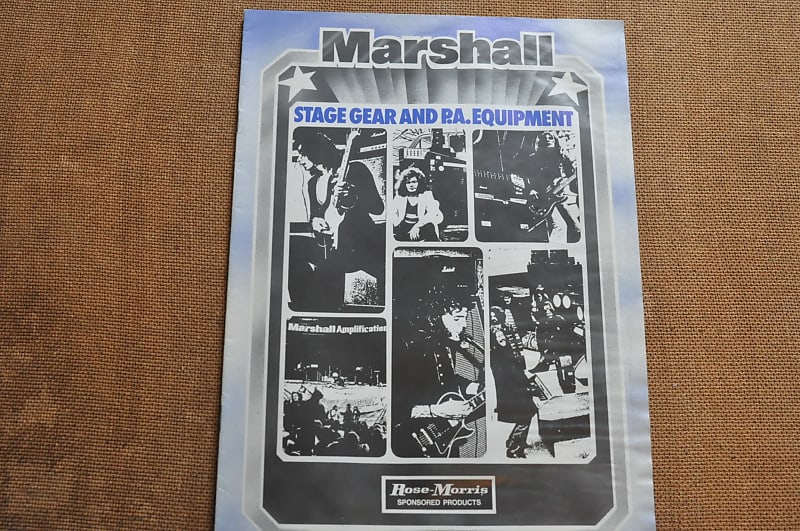 Marshall
STAGE GEAR AND P.A. EQUIPMENT
Marshall Amplification
Rose-Morris
SPONSORED PRODUCTS